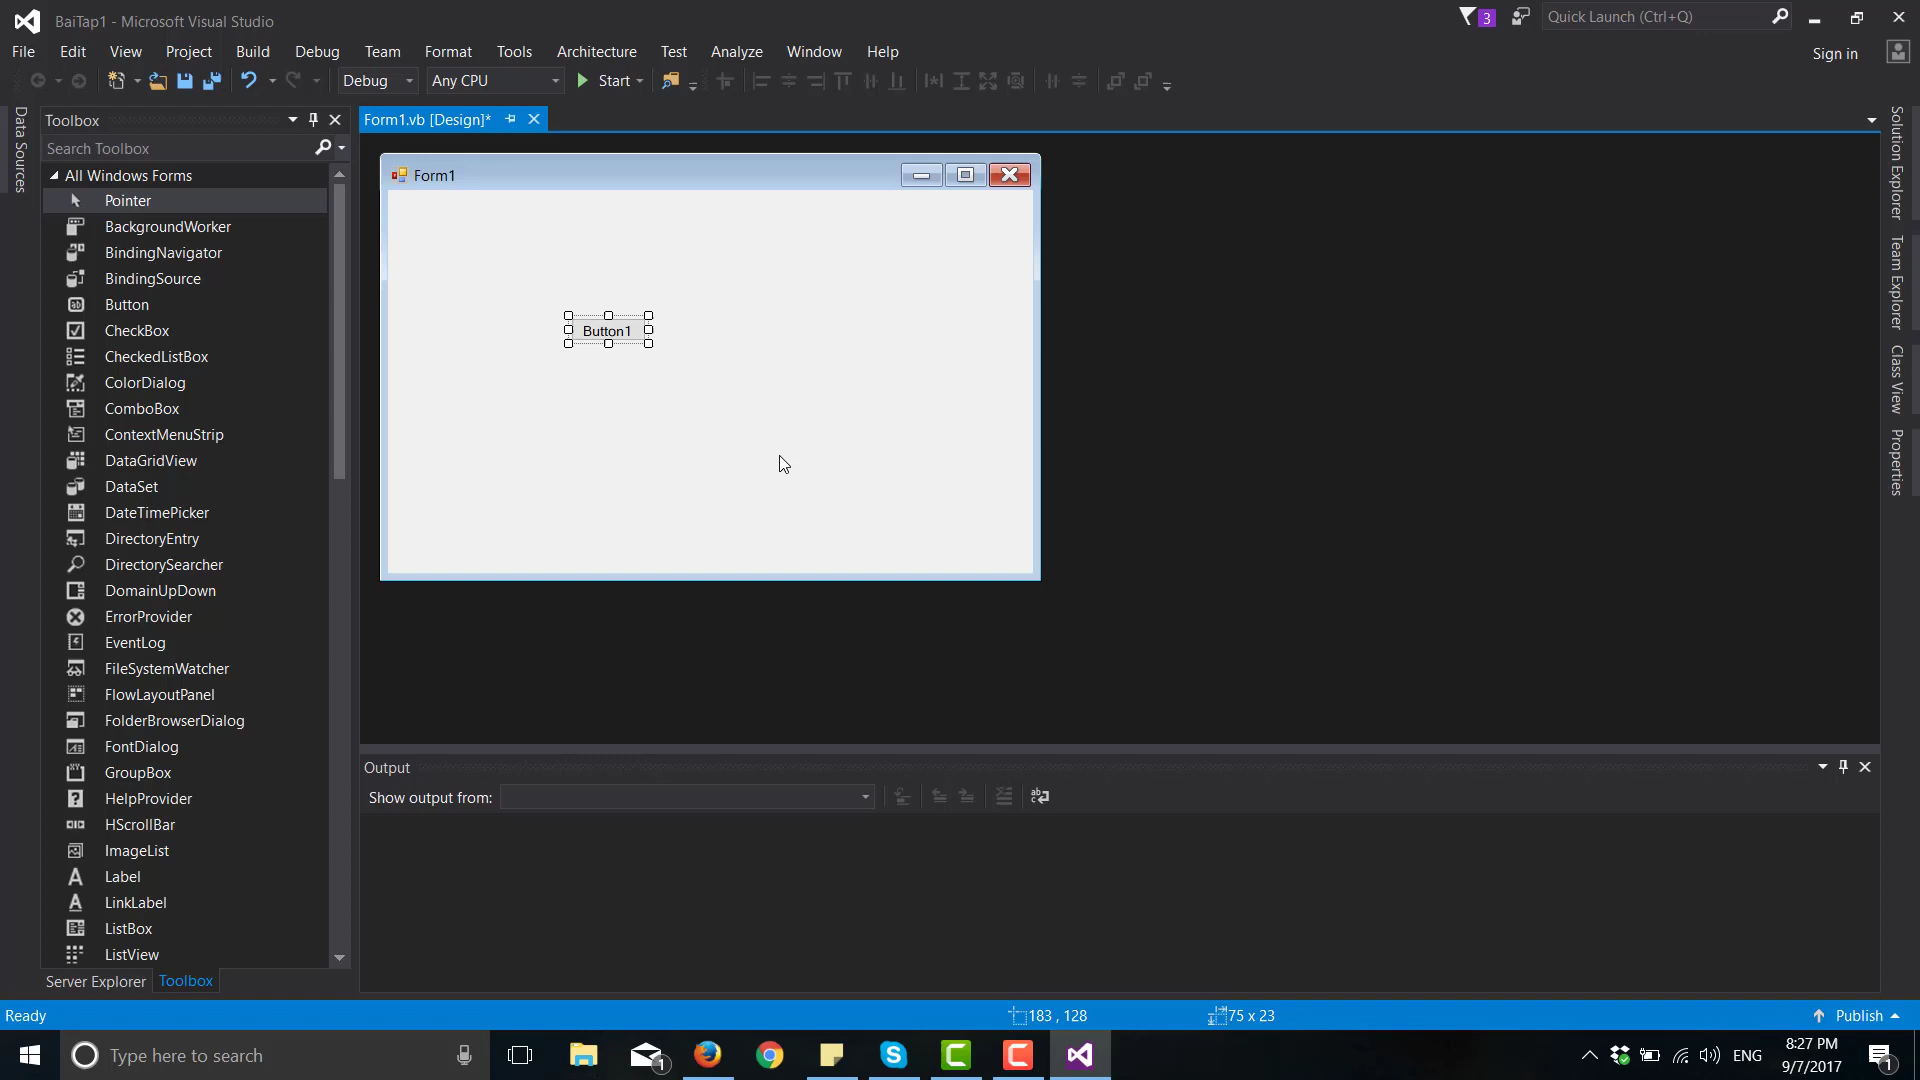 BaiTap1 - Microsoft Visual Studio
3
Quick Launch (Ctrl+Q)
File Edit View Project Build Debug Team Format Tools Architecture Test Analyze Window Help
Sign in
Debug Any CPU Start
Data Sources
Toolbox
Search Toolbox
All Windows Forms
Pointer
BackgroundWorker
BindingNavigator
BindingSource
Button
CheckBox
CheckedListBox
ColorDialog
ComboBox
ContextMenuStrip
DataGridView
DataSet
DateTimePicker
DirectoryEntry
DirectorySearcher
DomainUpDown
ErrorProvider
EventLog
FileSystemWatcher
FlowLayoutPanel
FolderBrowserDialog
FontDialog
GroupBox
HelpProvider
HScrollBar
ImageList
Label
LinkLabel
ListBox
ListView
Server Explorer Toolbox
Form1.vb [Design]*
Form1
Button1
Output
Show output from:
Solution Explorer
Team Explorer
Class View
Properties
Ready
183 , 128
75 x 23
Publish
Type here to search
1
ENG
8:27 PM
9/7/2017
1